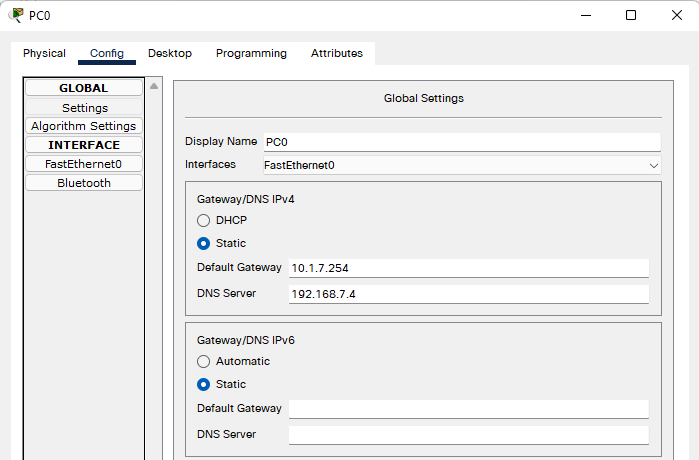 PC0
Physical Config Desktop Programming Attributes
GLOBAL
Settings
Algorithm Settings
INTERFACE
FastEthernet0
Bluetooth
Global Settings
Display Name PC0
Interfaces FastEthernet0
Gateway/DNS IPv4
DHCP
Static
Default Gateway 10.1.7.254
DNS Server 192.168.7.4
Gateway/DNS IPv6
Automatic
Static
Default Gateway
DNS Server